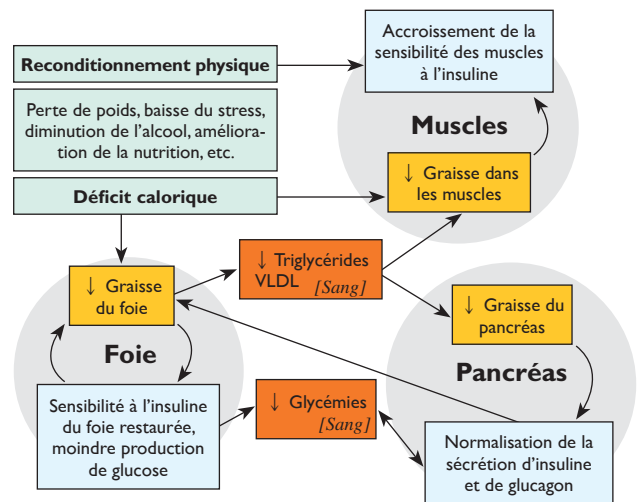 Accroissement de la
sensibilité des muscles
à l’insuline
Reconditionnement physique
Perte de poids, baisse du stress,
diminution de l’alcool, améliora-
tion de la nutrition, etc.
Muscles
↓ Graisse dans
les muscles
Déficit calorique
↓ Triglycérides
VLDL
[Sang]
↓ Graisse
du foie
↓ Graisse du
pancréas
Foie
Pancréas
Sensibilité à l’insuline
du foie restaurée,
moindre production
de glucose
↓ Glycémies
[Sang]
Normalisation de la
sécrétion d’insuline
et de glucagon